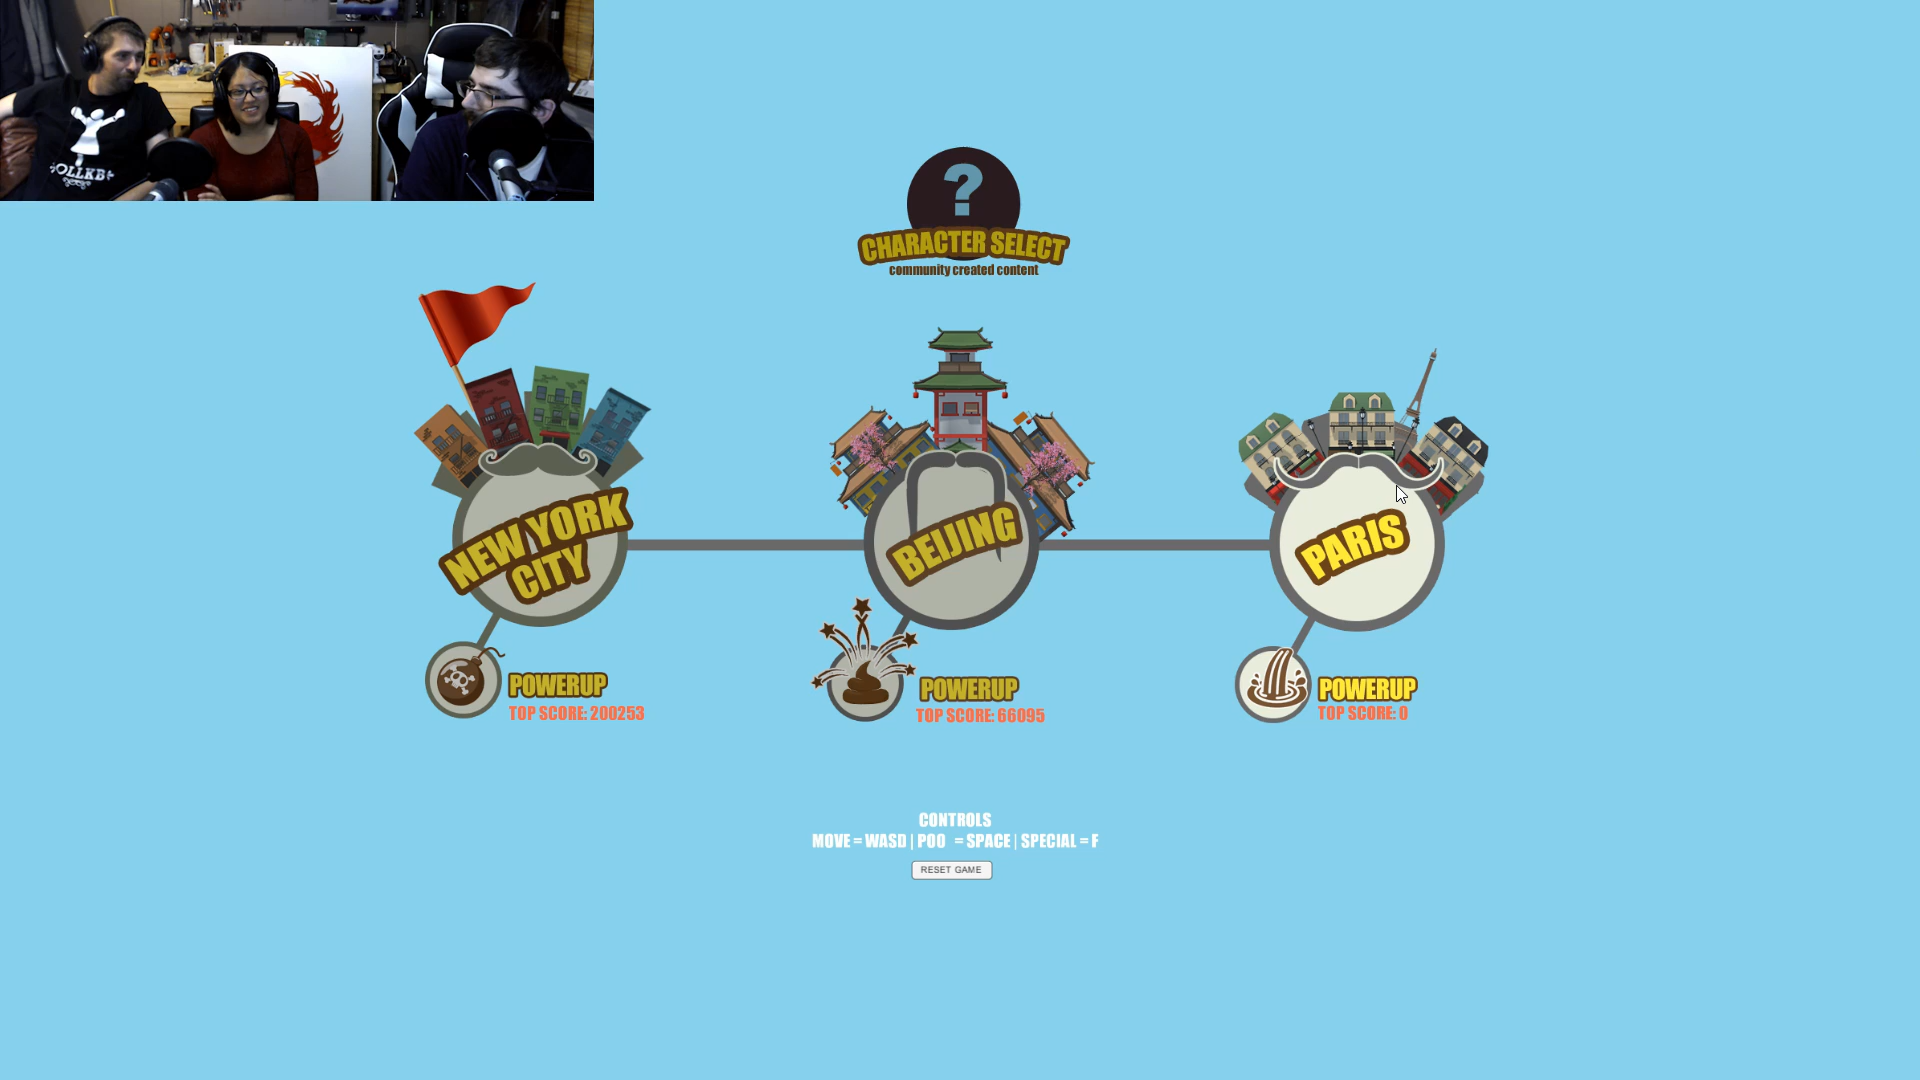 OLLKB
?
CHARACTER SELECT
community created content
NEW YORK
CITY
BEIJING
PARIS
POWERUP
TOP SCORE: 200253
POWERUP
TOP SCORE: 66095
POWERUP
TOP SCORE: 0
CONTROLS
MOVE = WASD | POO = SPACE | SPECIAL = F
RESET GAME